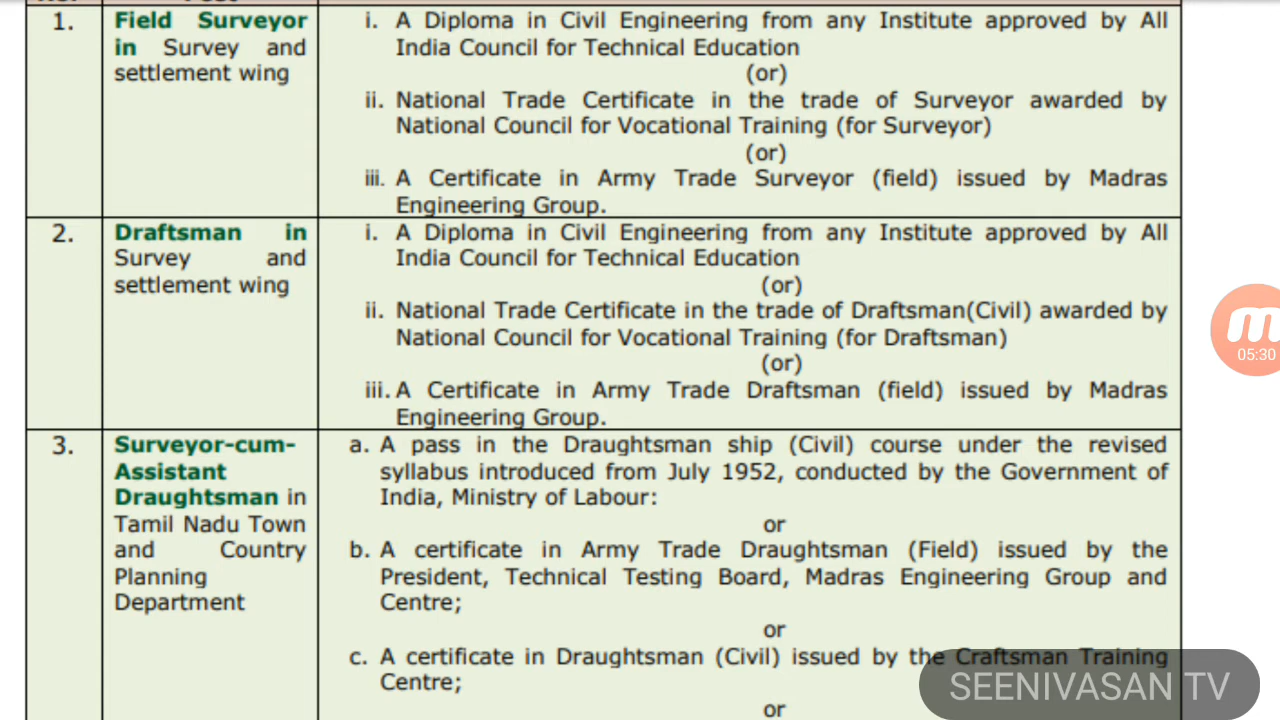 1.
Field Surveyor
in Survey and
settlement wing
i. A Diploma in Civil Engineering from any Institute approved by All
India Council for Technical Education
(or)
ii. National Trade Certificate in the trade of Surveyor awarded by
National Council for Vocational Training (for Surveyor)
(or)
iii. A Certificate in Army Trade Surveyor (field) issued by Madras
Engineering Group.
2.
Draftsman in
Survey and
settlement wing
i. A Diploma in Civil Engineering from any Institute approved by All
India Council for Technical Education
(or)
ii. National Trade Certificate in the trade of Draftsman(Civil) awarded by
National Council for Vocational Training (for Draftsman)
(or)
iii. A Certificate in Army Trade Draftsman (field) issued by Madras
Engineering Group.
3.
Surveyor-cum-
Assistant
Draughtsman in
Tamil Nadu Town
and Country
Planning
Department
a. A pass in the Draughtsman ship (Civil) course under the revised
syllabus introduced from July 1952, conducted by the Government of
India, Ministry of Labour:
or
b. A certificate in Army Trade Draughtsman (Field) issued by the
President, Technical Testing Board, Madras Engineering Group and
Centre;
or
c. A certificate in Draughtsman (Civil) issued by the Craftsman Training
Centre;
or
05:30
SEENIVASAN TV